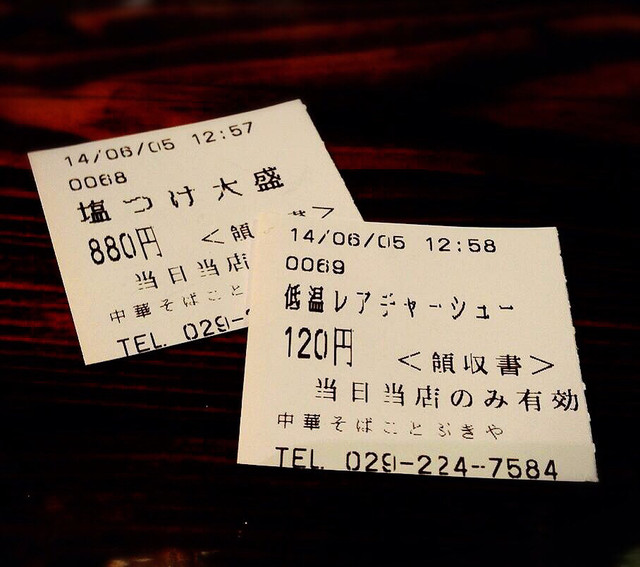 14/06/05 12:57
0068
塩つけ大盛
880円 <領
当日当店
中華そばこと
TEL. 029-
14/06/05 12:58
0069
低温レアチャーシュー
120円 <領収書>
当日当店のみ有効
中華そばことぶきや
TEL. 029-224-7584